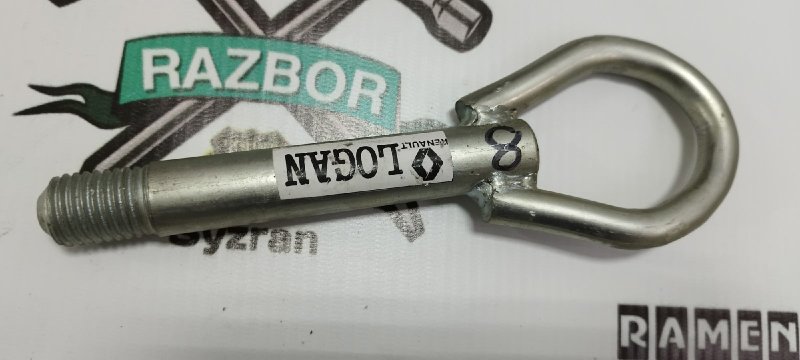 RAZBOR
RENAULT
LOGAN
8
Syzran
RAMEN